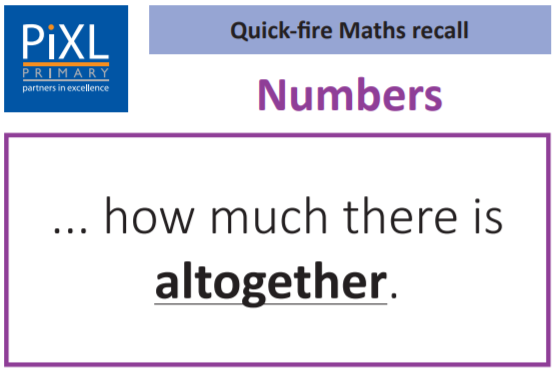 PiXL
PRIMARY
partners in excellence
Quick-fire Maths recall
Numbers
... how much there is
altogether.